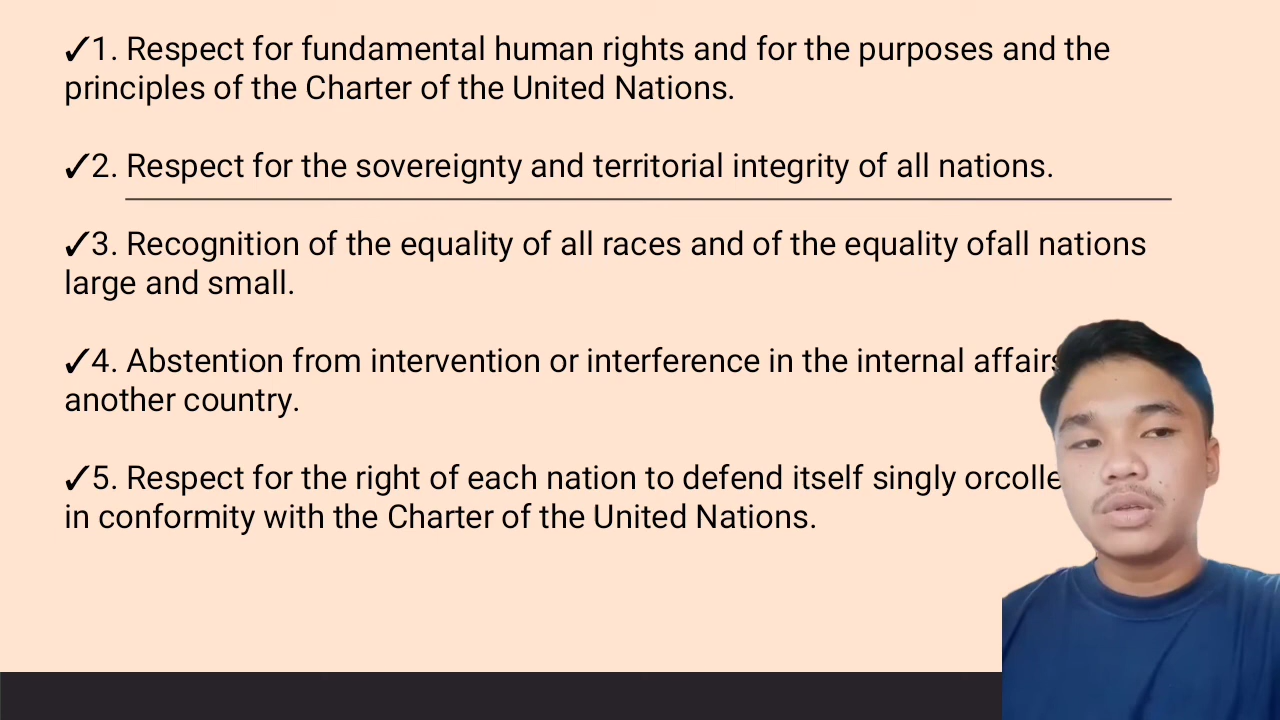 ✓1. Respect for fundamental human rights and for the purposes and the
principles of the Charter of the United Nations.
✓2. Respect for the sovereignty and territorial integrity of all nations.
✓3. Recognition of the equality of all races and of the equality ofall nations
large and small.
✓4. Abstention from intervention or interference in the internal affairs
another country.
✓5. Respect for the right of each nation to defend itself singly
in conformity with the Charter of the United Nations.